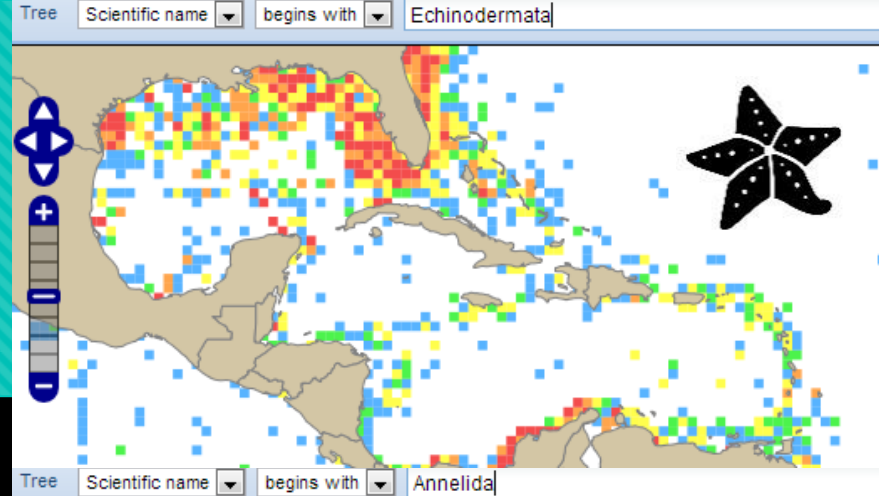 Tree Scientific name begins with Echinodermata
Tree Scientific name begins with Annelida